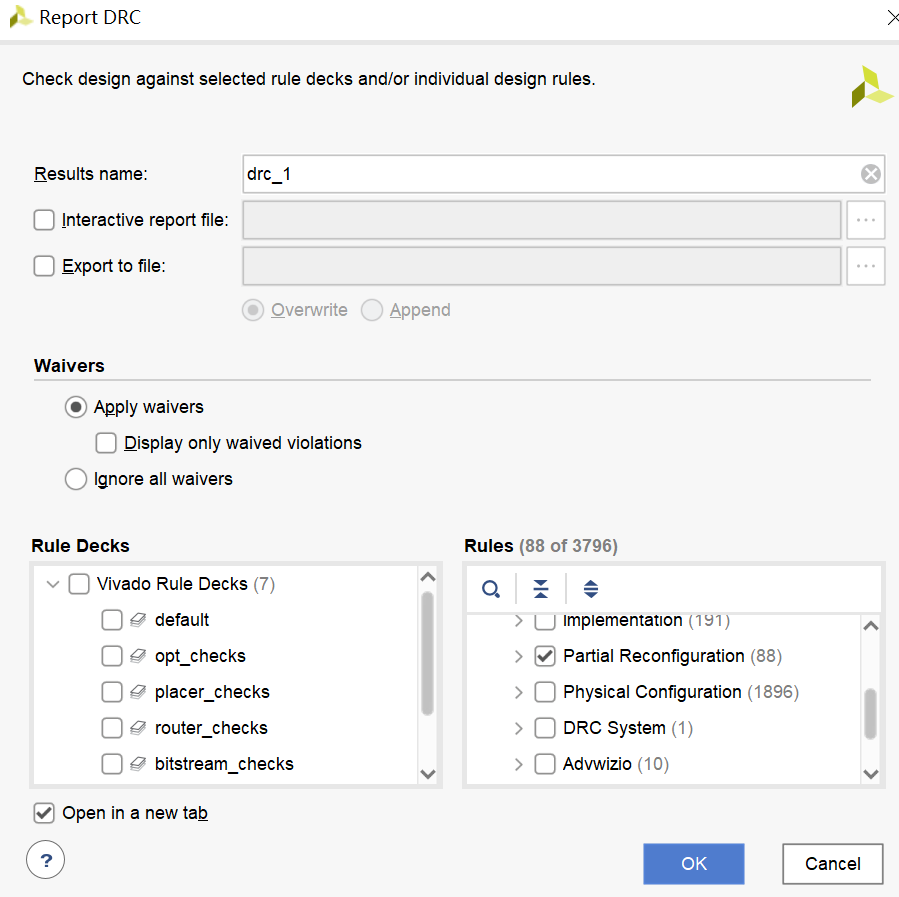 Report DRC
Check design against selected rule decks and/or individual design rules.
Results name: drc_1
Interactive report file: ...
Export to file: ...
Overwrite Append
Waivers
Apply waivers
Display only waived violations
Ignore all waivers
Rule Decks
Vivado Rule Decks (7)
default
opt_checks
placer_checks
router_checks
bitstream_checks
Rules (88 of 3796)
Implementation (191)
Partial Reconfiguration (88)
Physical Configuration (1896)
DRC System (1)
Advwizio (10)
Open in a new tab
?
OK
Cancel